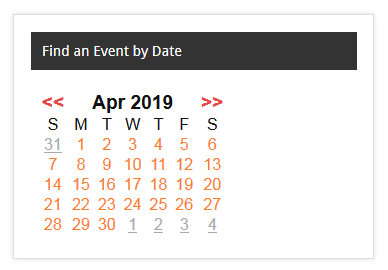 Find an Event by Date
<< Apr 2019 >>
S M T W T F S
31 1 2 3 4 5 6
7 8 9 10 11 12 13
14 15 16 17 18 19 20
21 22 23 24 25 26 27
28 29 30 1 2 3 4